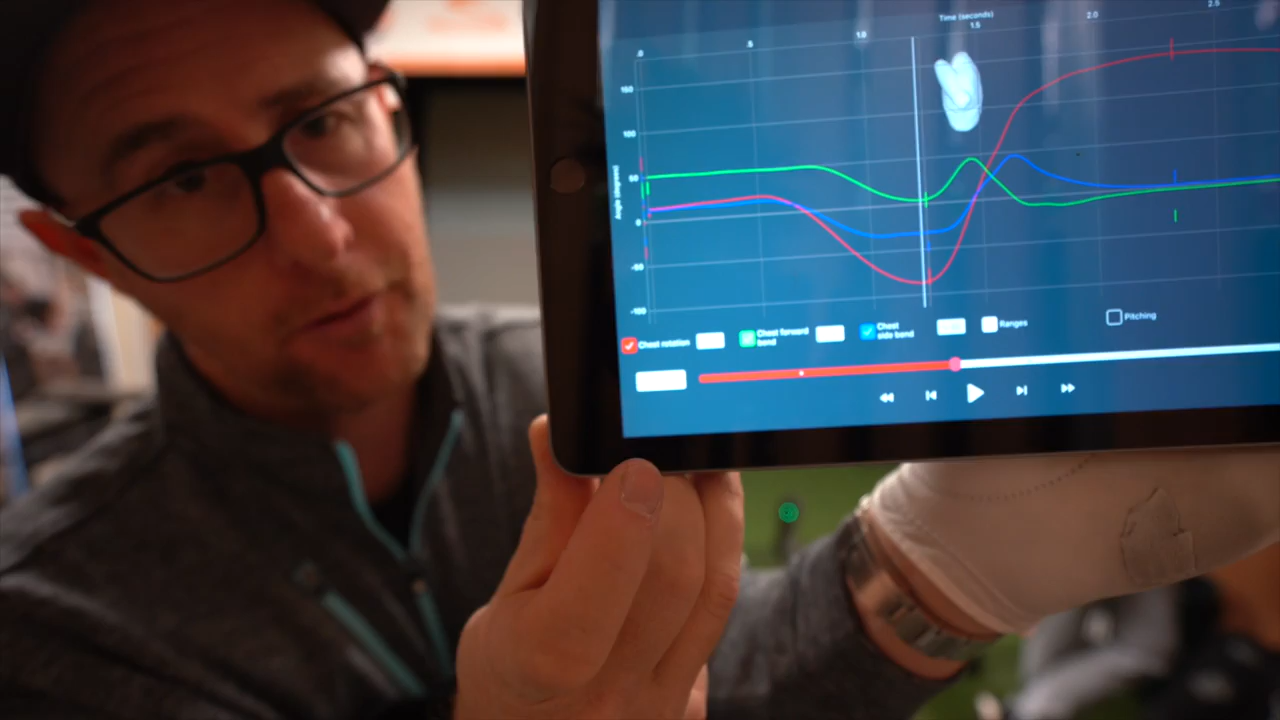 Time (seconds)
.0 .5 1.0 1.5 2.0 2.5
150
100
50
0
-50
-100
Angle (degrees)
Chest rotation
Chest forward
bend
Chest
side bend
Ranges
Pitching